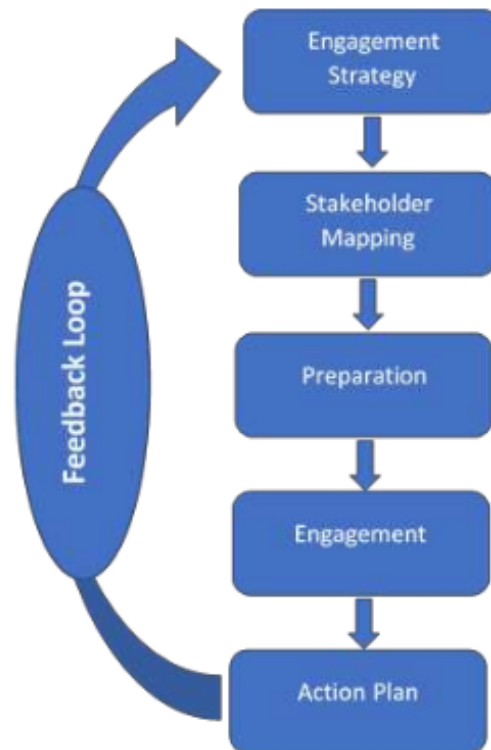 Engagement
Strategy
Stakeholder
Mapping
Preparation
Engagement
Action Plan
Feedback Loop